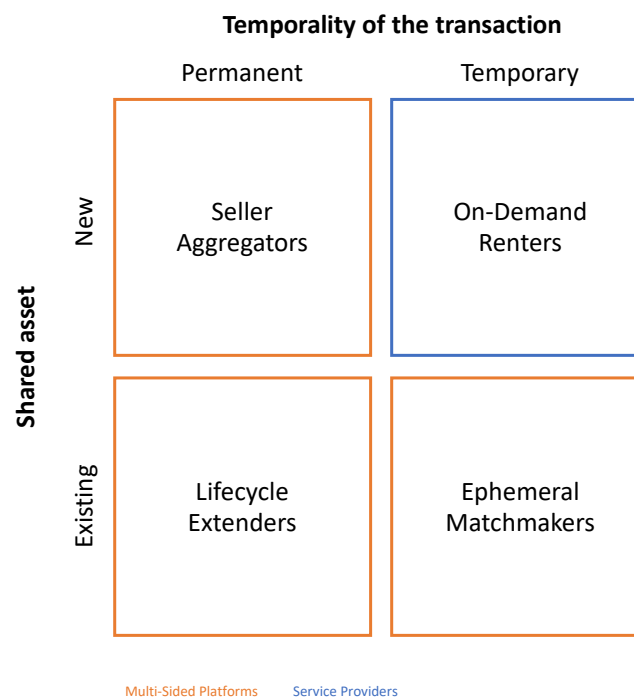 Temporality of the transaction
Permanent
Temporary
Shared asset
New
Seller
Aggregators
On-Demand
Renters
Existing
Lifecycle
Extenders
Ephemeral
Matchmakers
Multi-Sided Platforms
Service Providers